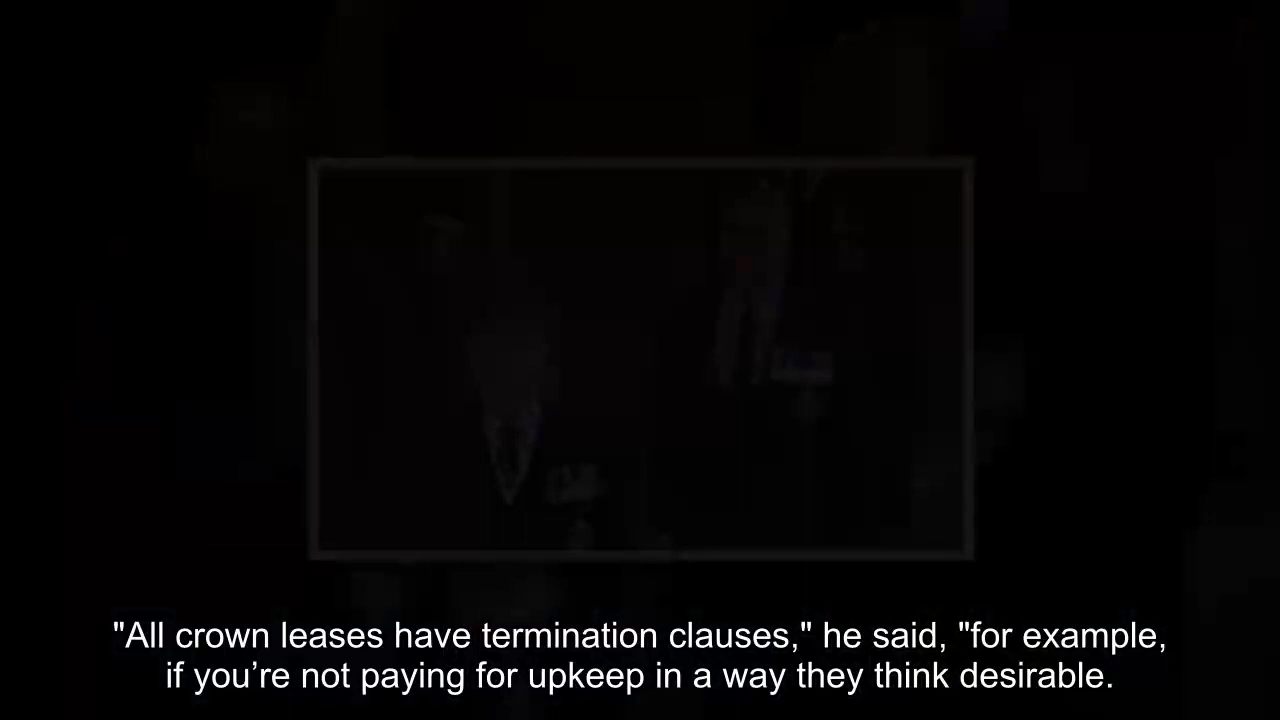 "All crown leases have termination clauses," he said, "for example,
if you’re not paying for upkeep in a way they think desirable.